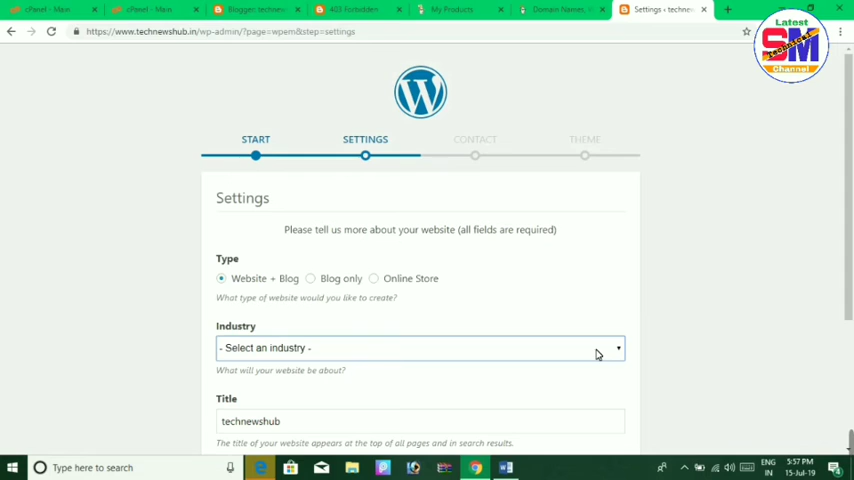 cPanel - Main
cPanel - Main
Blogger: technew
403 Forbidden
My Products
Domain Names,
Settings ‹ technew
https://www.technewshub.in/wp-admin/?page=wpem&step=settings
Latest
SM
Technical
Channel
START
SETTINGS
CONTACT
THEME
Settings
Please tell us more about your website (all fields are required)
Type
Website + Blog
Blog only
Online Store
What type of website would you like to create?
Industry
- Select an industry -
What will your website be about?
Title
technewshub
The title of your website appears at the top of all pages and in search results.
Type here to search
ENG
IN
5:57 PM
15-Jul-19